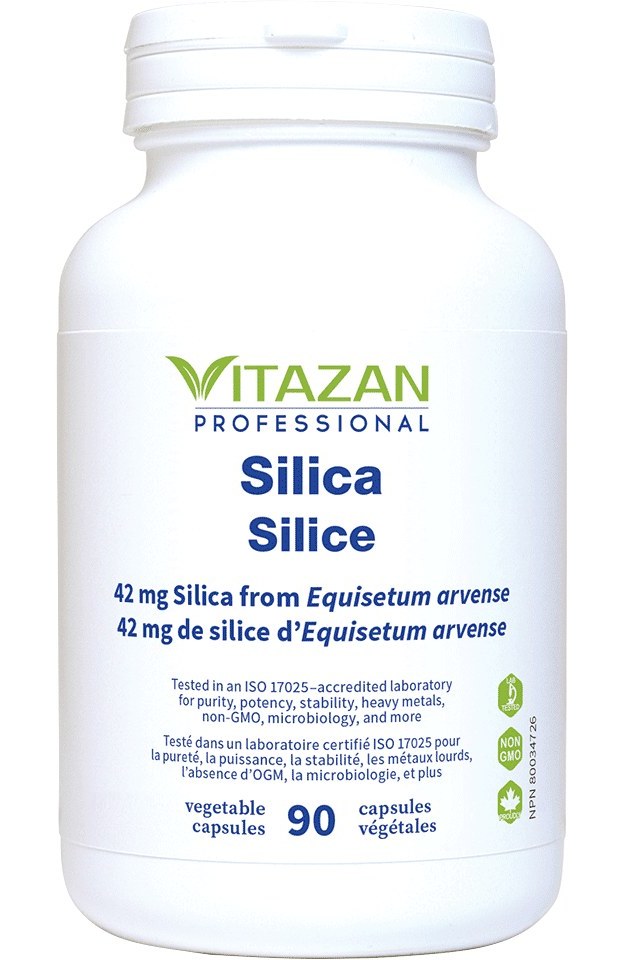 VITAZAN
PROFESSIONAL
Silica
Silice
42 mg Silica from Equisetum arvense
42 mg de silice d’Equisetum arvense
Tested in an ISO 17025–accredited laboratory
for purity, potency, stability, heavy metals,
non-GMO, microbiology, and more
Testé dans un laboratoire certifié ISO 17025 pour
la pureté, la puissance, la stabilité, les métaux lourds,
l’absence d’OGM, la microbiologie, et plus
vegetable
capsules
90
capsules
végétales
LAB
TESTED
NON
GMO
PROUDLY
NPN 80034726